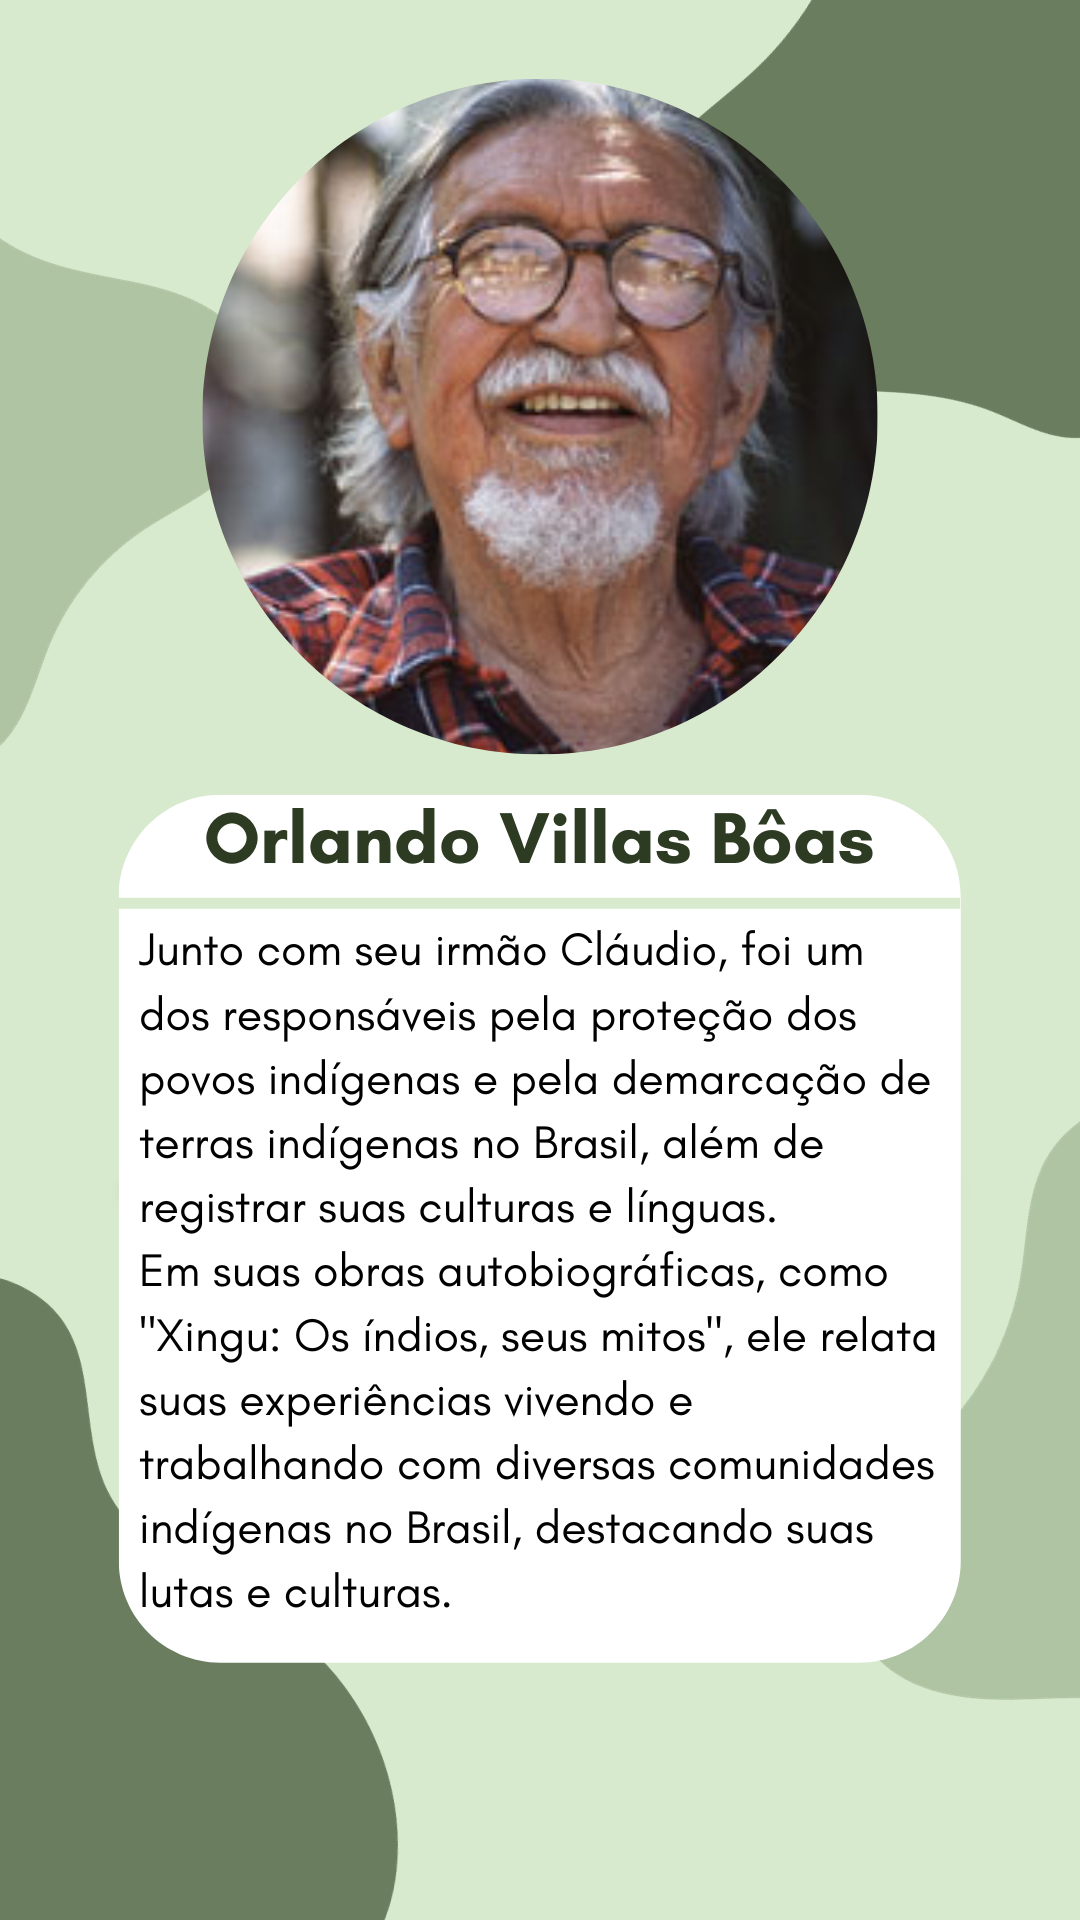 Orlando Villas Bôas
Junto com seu irmão Cláudio, foi um
dos responsáveis pela proteção dos
povos indígenas e pela demarcação de
terras indígenas no Brasil, além de
registrar suas culturas e línguas.
Em suas obras autobiográficas, como
"Xingu: Os índios, seus mitos", ele relata
suas experiências vivendo e
trabalhando com diversas comunidades
indígenas no Brasil, destacando suas
lutas e culturas.